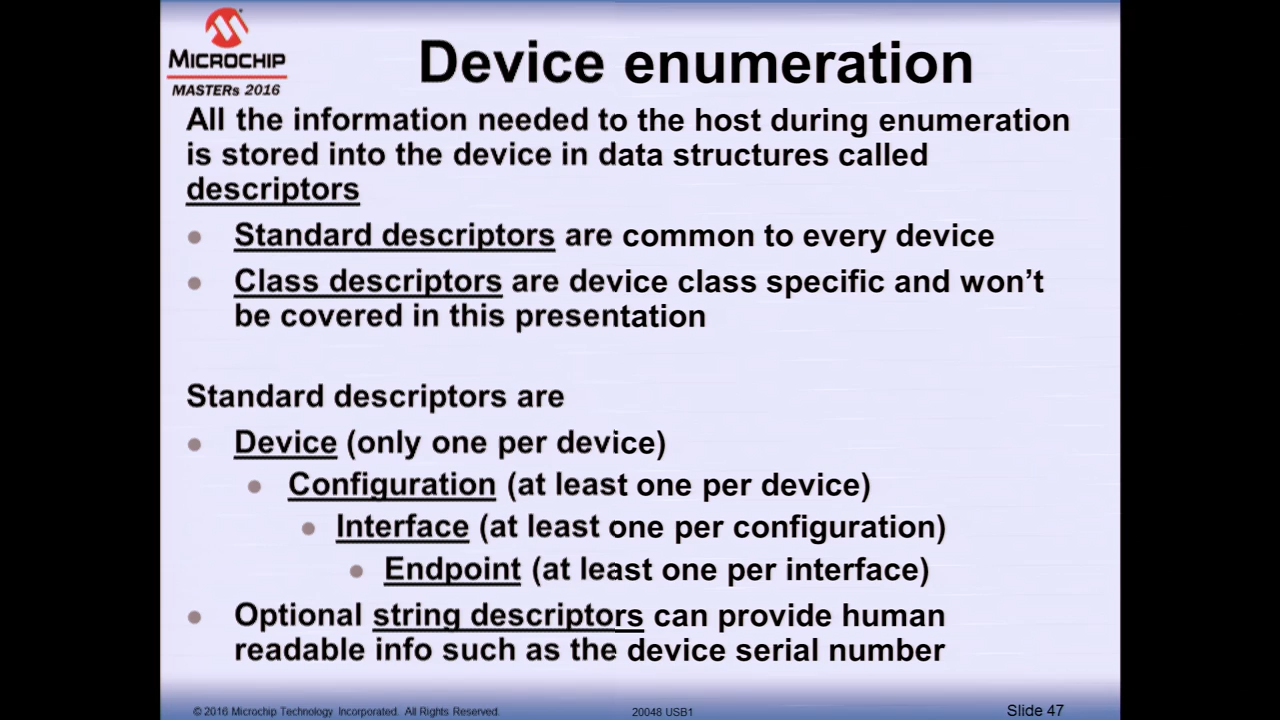 MICROCHIP
MASTERs 2016
Device enumeration
All the information needed to the host during enumeration
is stored into the device in data structures called
descriptors
Standard descriptors are common to every device
Class descriptors are device class specific and won't
be covered in this presentation
Standard descriptors are
Device (only one per device)
Configuration (at least one per device)
Interface (at least one per configuration)
Endpoint (at least one per interface)
Optional string descriptors can provide human
readable info such as the device serial number
© 2016 Microchip Technology Incorporated. All Rights Reserved.
20048 USB1
Slide 47